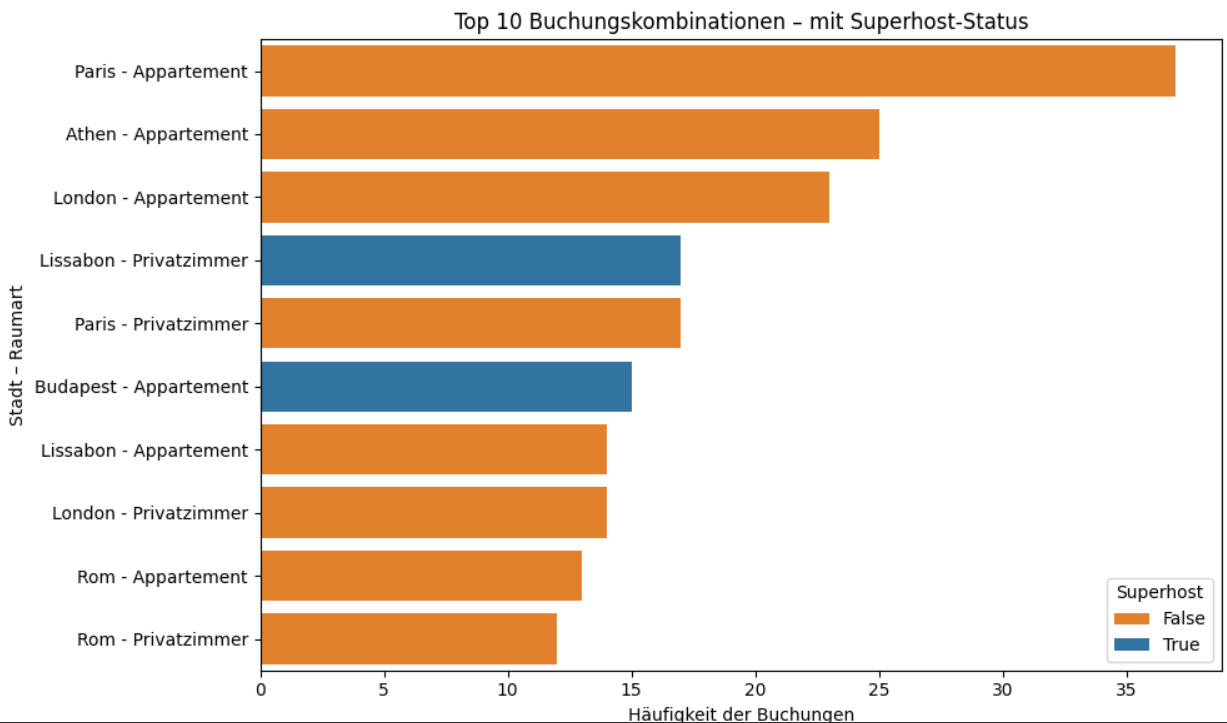 Top 10 Buchungskombinationen – mit Superhost-Status
Stadt – Raumart
Paris - Appartement
Athen - Appartement
London - Appartement
Lissabon - Privatzimmer
Paris - Privatzimmer
Budapest - Appartement
Lissabon - Appartement
London - Privatzimmer
Rom - Appartement
Rom - Privatzimmer
Superhost
False
True
0 5 10 15 20 25 30 35
Häufigkeit der Buchungen